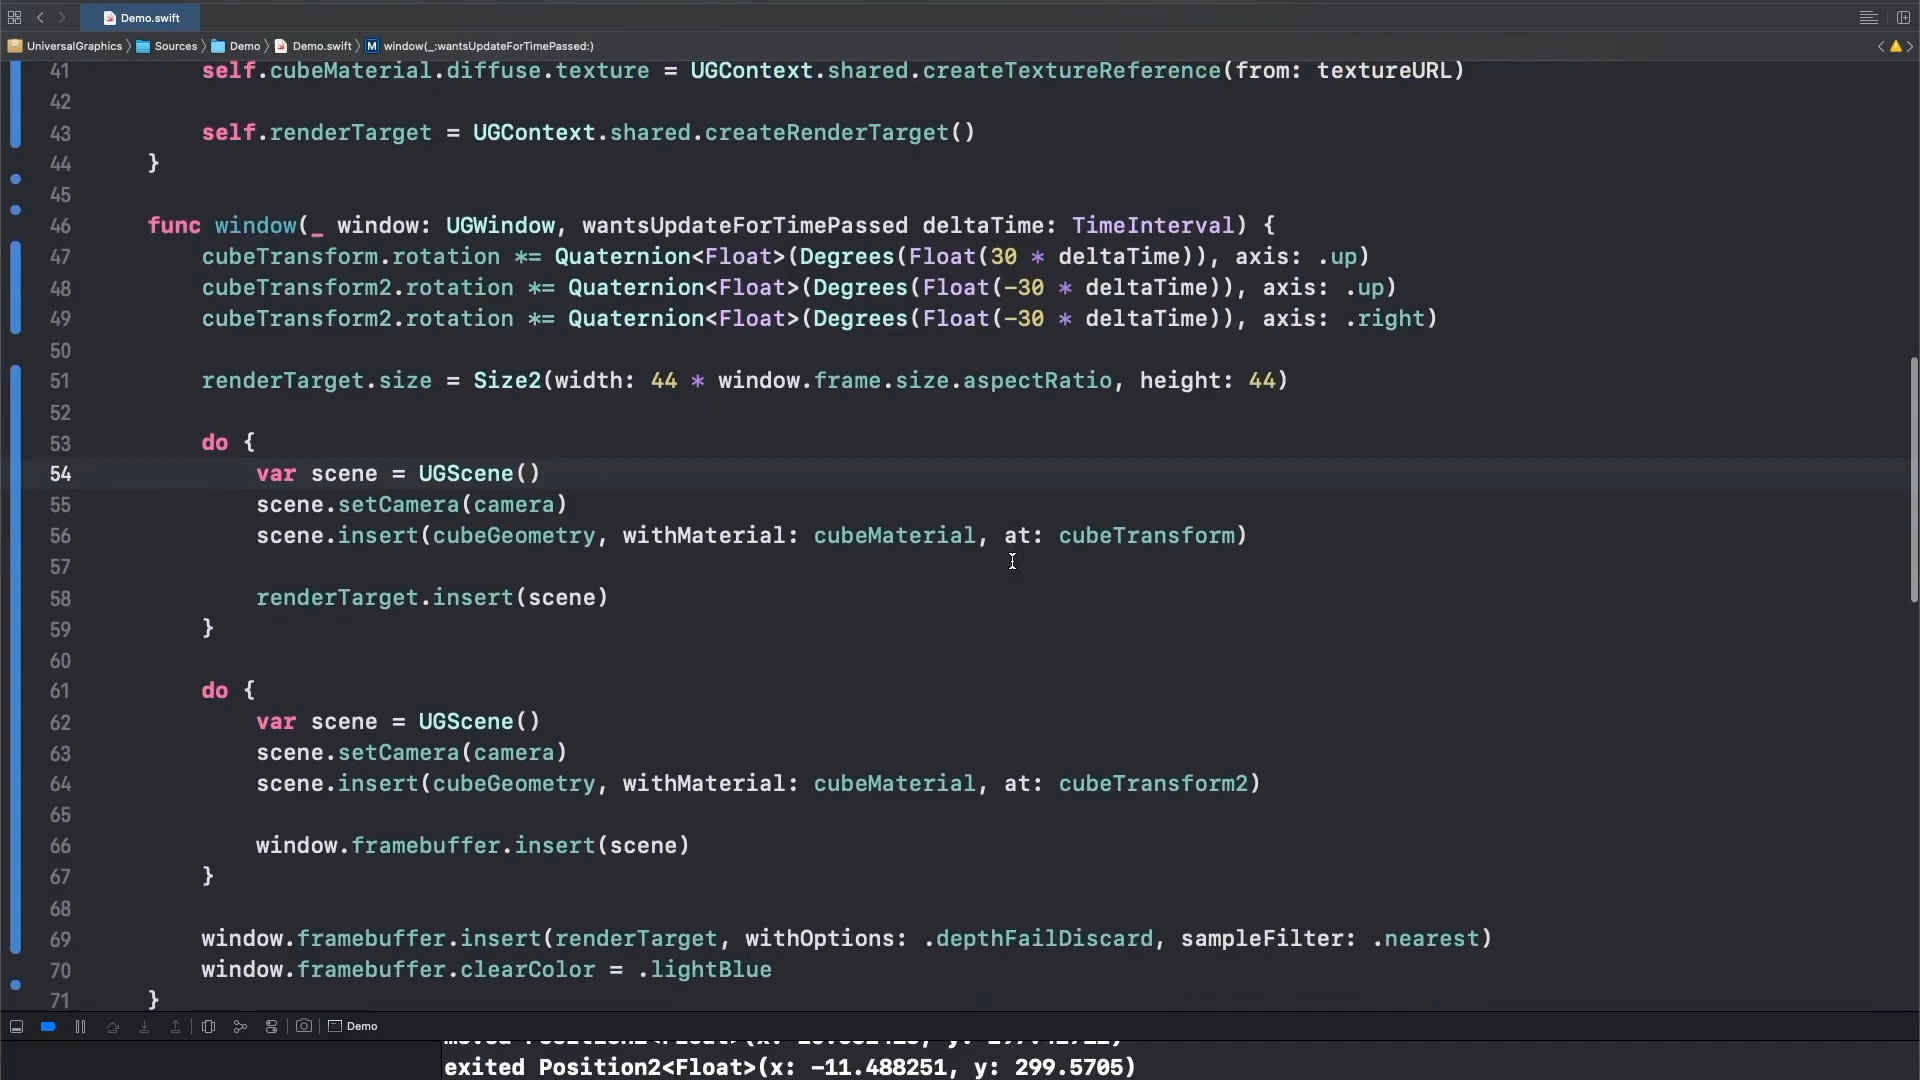 Demo.swift
UniversalGraphics Sources Demo Demo.swift M window(_:wantsUpdateForTimePassed:)
41 self.cubeMaterial.diffuse.texture = UGContext.shared.createTextureReference(from: textureURL)
42
43 self.renderTarget = UGContext.shared.createRenderTarget()
44 }
45
46 func window(_ window: UGWindow, wantsUpdateForTimePassed deltaTime: TimeInterval) {
47 cubeTransform.rotation *= Quaternion<Float>(Degrees(Float(30 * deltaTime)), axis: .up)
48 cubeTransform2.rotation *= Quaternion<Float>(Degrees(Float(-30 * deltaTime)), axis: .up)
49 cubeTransform2.rotation *= Quaternion<Float>(Degrees(Float(-30 * deltaTime)), axis: .right)
50
51 renderTarget.size = Size2(width: 44 * window.frame.size.aspectRatio, height: 44)
52
53 do {
54 var scene = UGScene()
55 scene.setCamera(camera)
56 scene.insert(cubeGeometry, withMaterial: cubeMaterial, at: cubeTransform)
57
58 renderTarget.insert(scene)
59 }
60
61 do {
62 var scene = UGScene()
63 scene.setCamera(camera)
64 scene.insert(cubeGeometry, withMaterial: cubeMaterial, at: cubeTransform2)
65
66 window.framebuffer.insert(scene)
67 }
68
69 window.framebuffer.insert(renderTarget, withOptions: .depthFailDiscard, sampleFilter: .nearest)
70 window.framebuffer.clearColor = .lightBlue
71 }
Demo
exited Position2<Float>(x: -11.488251, y: 299.5705)